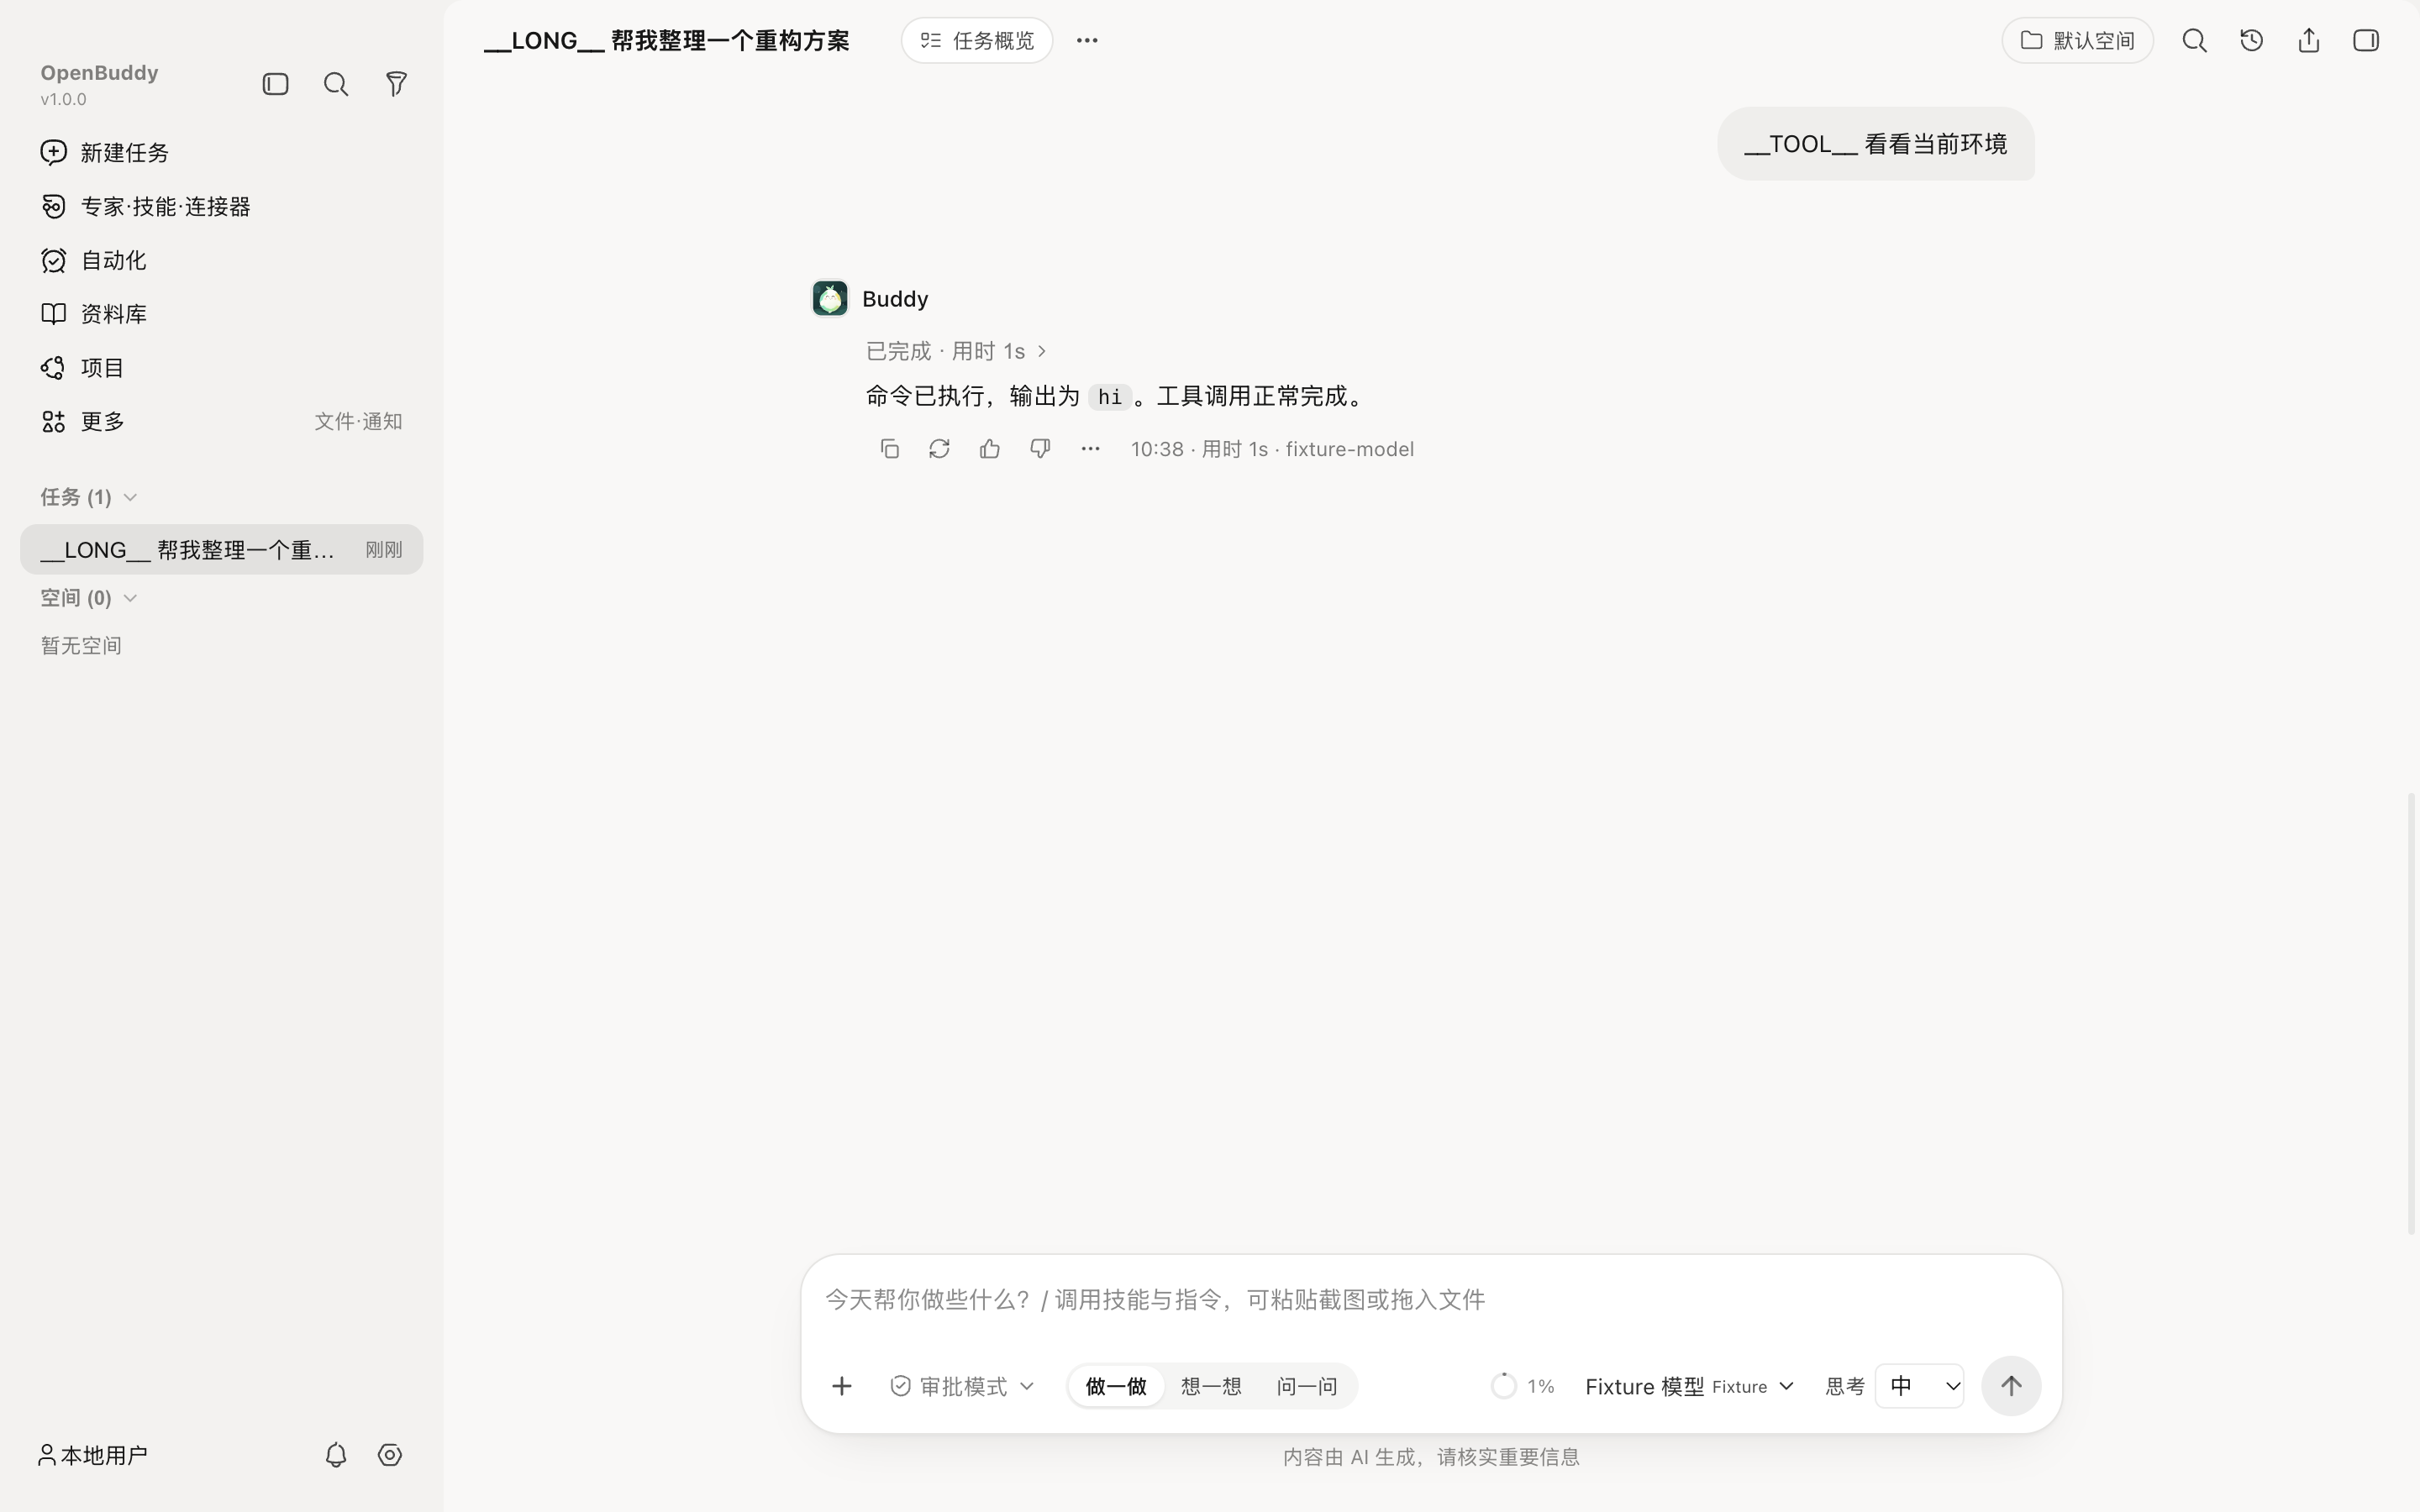 OpenBuddy
v1.0.0
新建任务
专家·技能·连接器
自动化
资料库
项目
更多 文件·通知
任务 (1)
__LONG__ 帮我整理一个重… 刚刚
空间 (0)
暂无空间
本地用户
__LONG__ 帮我整理一个重构方案 任务概览 默认空间
__TOOL__ 看看当前环境
Buddy
已完成 · 用时 1s
命令已执行，输出为 hi 。工具调用正常完成。
10:38 · 用时 1s · fixture-model
今天帮你做些什么？/ 调用技能与指令，可粘贴截图或拖入文件
审批模式 做一做 想一想 问一问 1% Fixture 模型 Fixture 思考 中
内容由 AI 生成，请核实重要信息